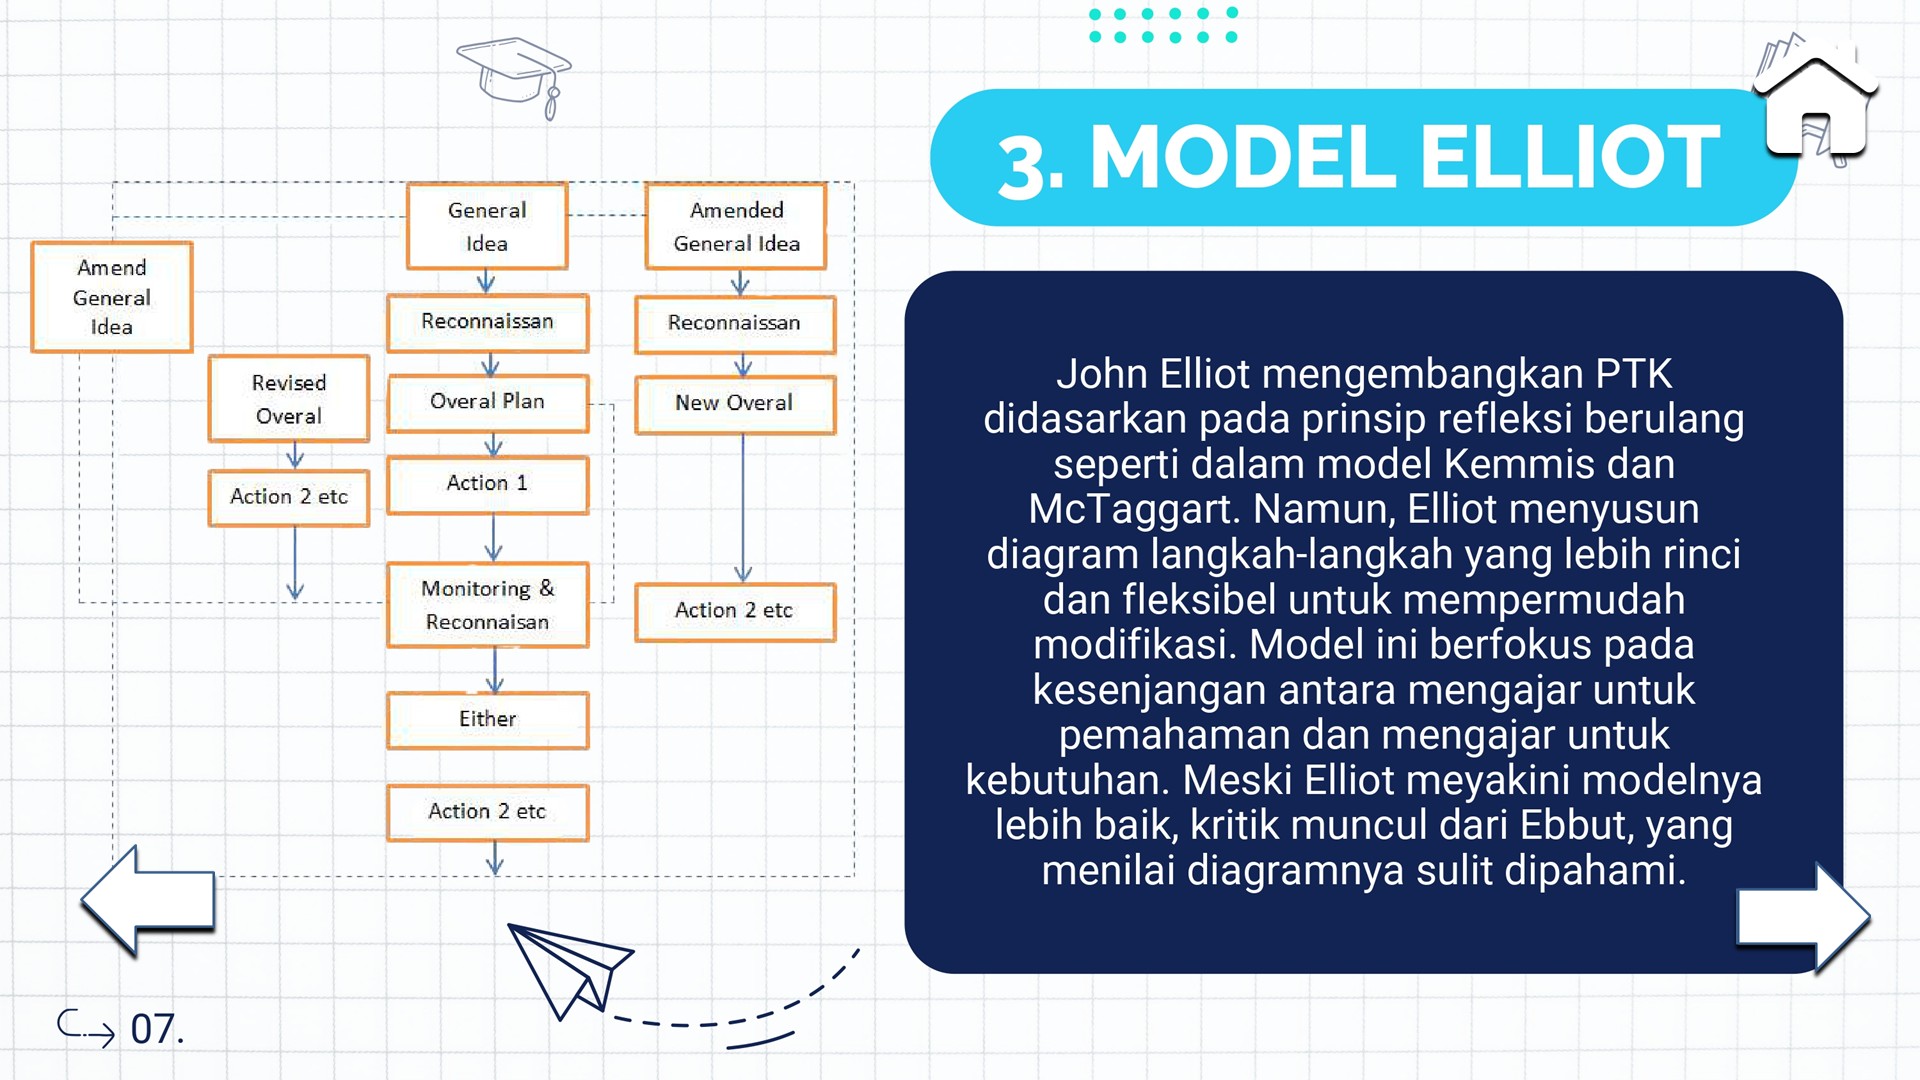 3. MODEL ELLIOT
General
Idea
Amended
General Idea
Amend
General
Idea
Reconnaissan
Reconnaissan
Revised
Overal
Overal Plan
New Overal
Action 2 etc
Action 1
Monitoring &
Reconnaisan
Action 2 etc
Either
Action 2 etc
John Elliot mengembangkan PTK
didasarkan pada prinsip refleksi berulang
seperti dalam model Kemmis dan
McTaggart. Namun, Elliot menyusun
diagram langkah-langkah yang lebih rinci
dan fleksibel untuk mempermudah
modifikasi. Model ini berfokus pada
kesenjangan antara mengajar untuk
pemahaman dan mengajar untuk
kebutuhan. Meski Elliot meyakini modelnya
lebih baik, kritik muncul dari Ebbut, yang
menilai diagramnya sulit dipahami.
07.